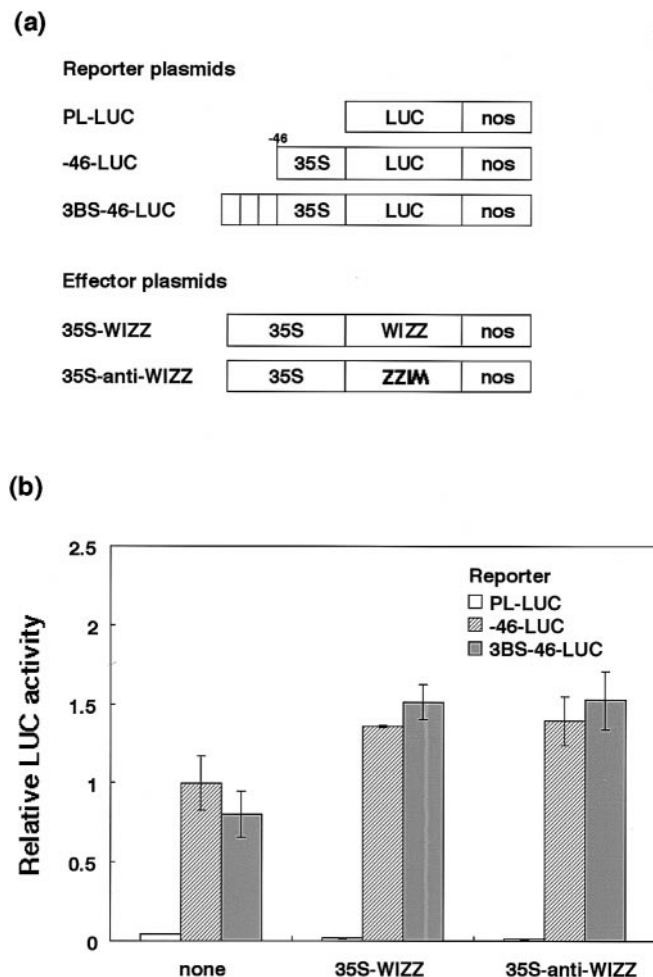 (a)
Reporter plasmids
PL-LUC
LUC nos
-46
-46-LUC
35S LUC nos
3BS-46-LUC
35S LUC nos
Effector plasmids
35S-WIZZ
35S WIZZ nos
35S-anti-WIZZ
35S WIZZ nos
(b)
Relative LUC activity
2.5
2
1.5
1
0.5
0
Reporter
PL-LUC
-46-LUC
3BS-46-LUC
none 35S-WIZZ 35S-anti-WIZZ